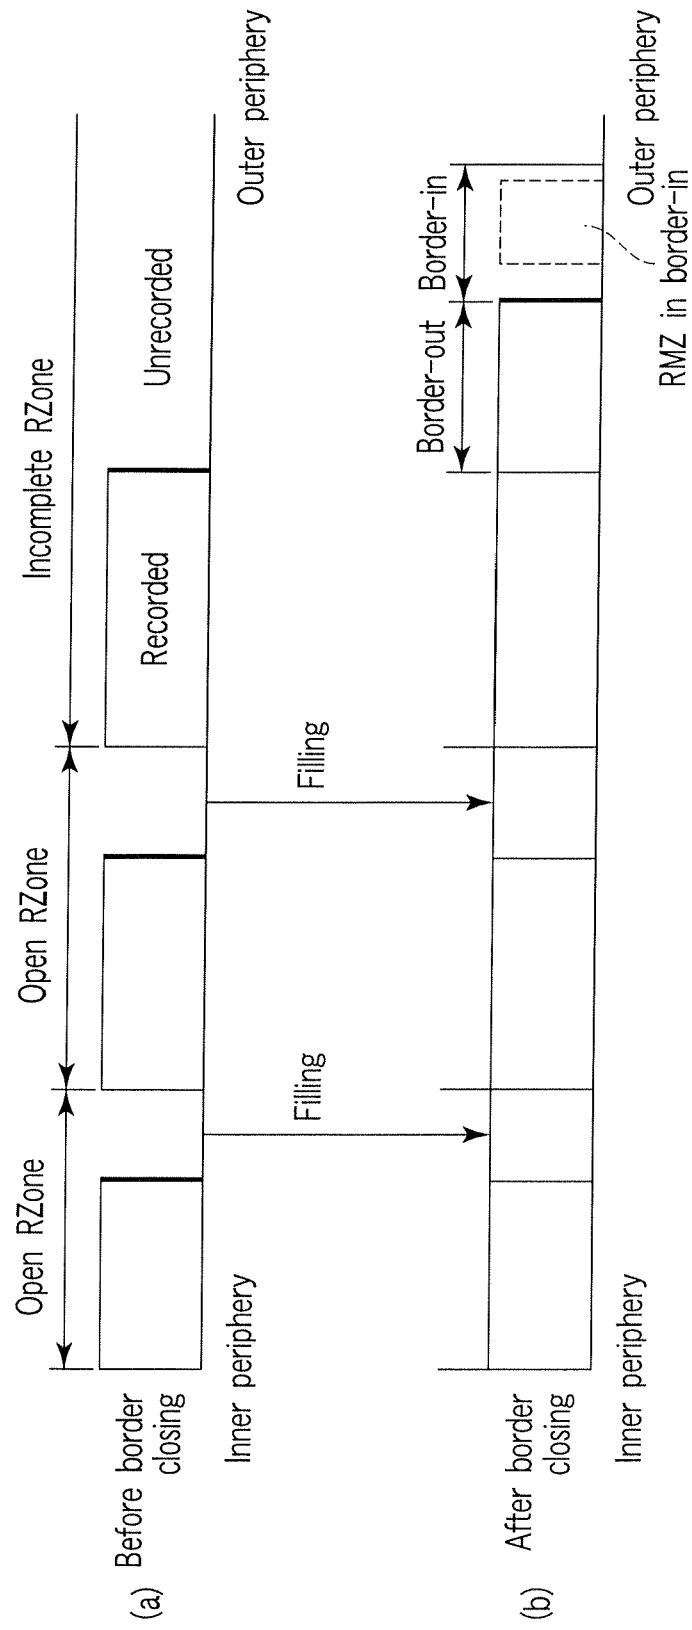 (a)
Before border
closing
Open RZone
Open RZone
Incomplete RZone
Recorded
Unrecorded
Inner periphery
Outer periphery
Filling
Filling
(b)
After border
closing
Border-out
Border-in
Inner periphery
Outer periphery
RMZ in border-in